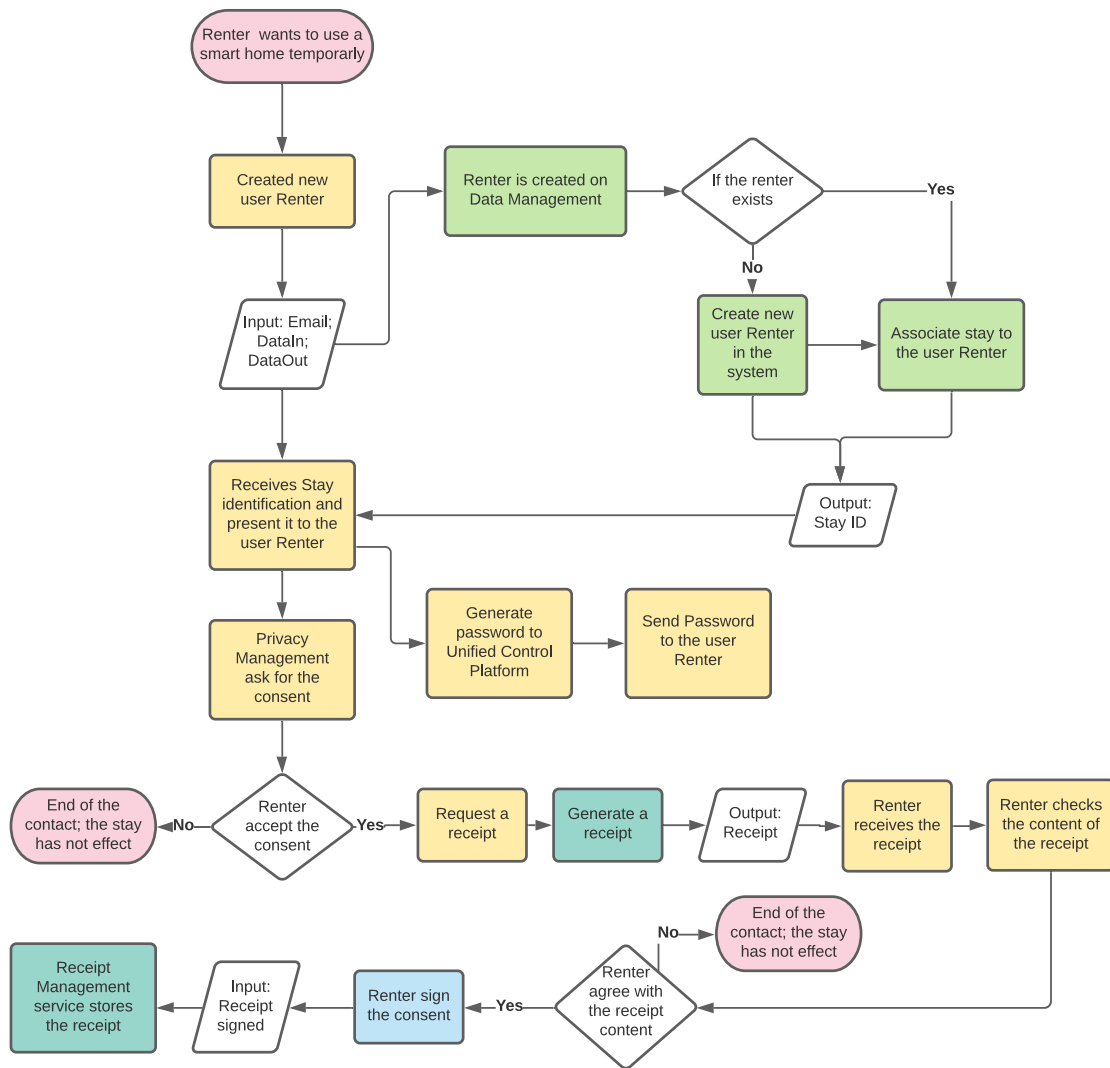 Renter  wants to use a
smart home temporarly
Created new
user Renter
Renter is created on
Data Management
If the renter
exists
Yes
No
Input: Email;
DataIn;
DataOut
Create new
user Renter
in the
system
Associate stay to
the user Renter
Receives Stay
identification and
present it to the
user Renter
Output:
Stay ID
Privacy
Management
ask for the
consent
Generate
password to
Unified Control
Platform
Send Password
to the user
Renter
End of the
contact; the stay
has not effect
No
Renter
accept the
consent
Yes
Request a
receipt
Generate a
receipt
Output:
Receipt
Renter
receives the
receipt
Renter checks
the content of
the receipt
No
End of the
contact; the stay
has not effect
Receipt
Management
service stores
the receipt
Input:
Receipt
signed
Renter sign
the consent
Yes
Renter
agree with
the receipt
content